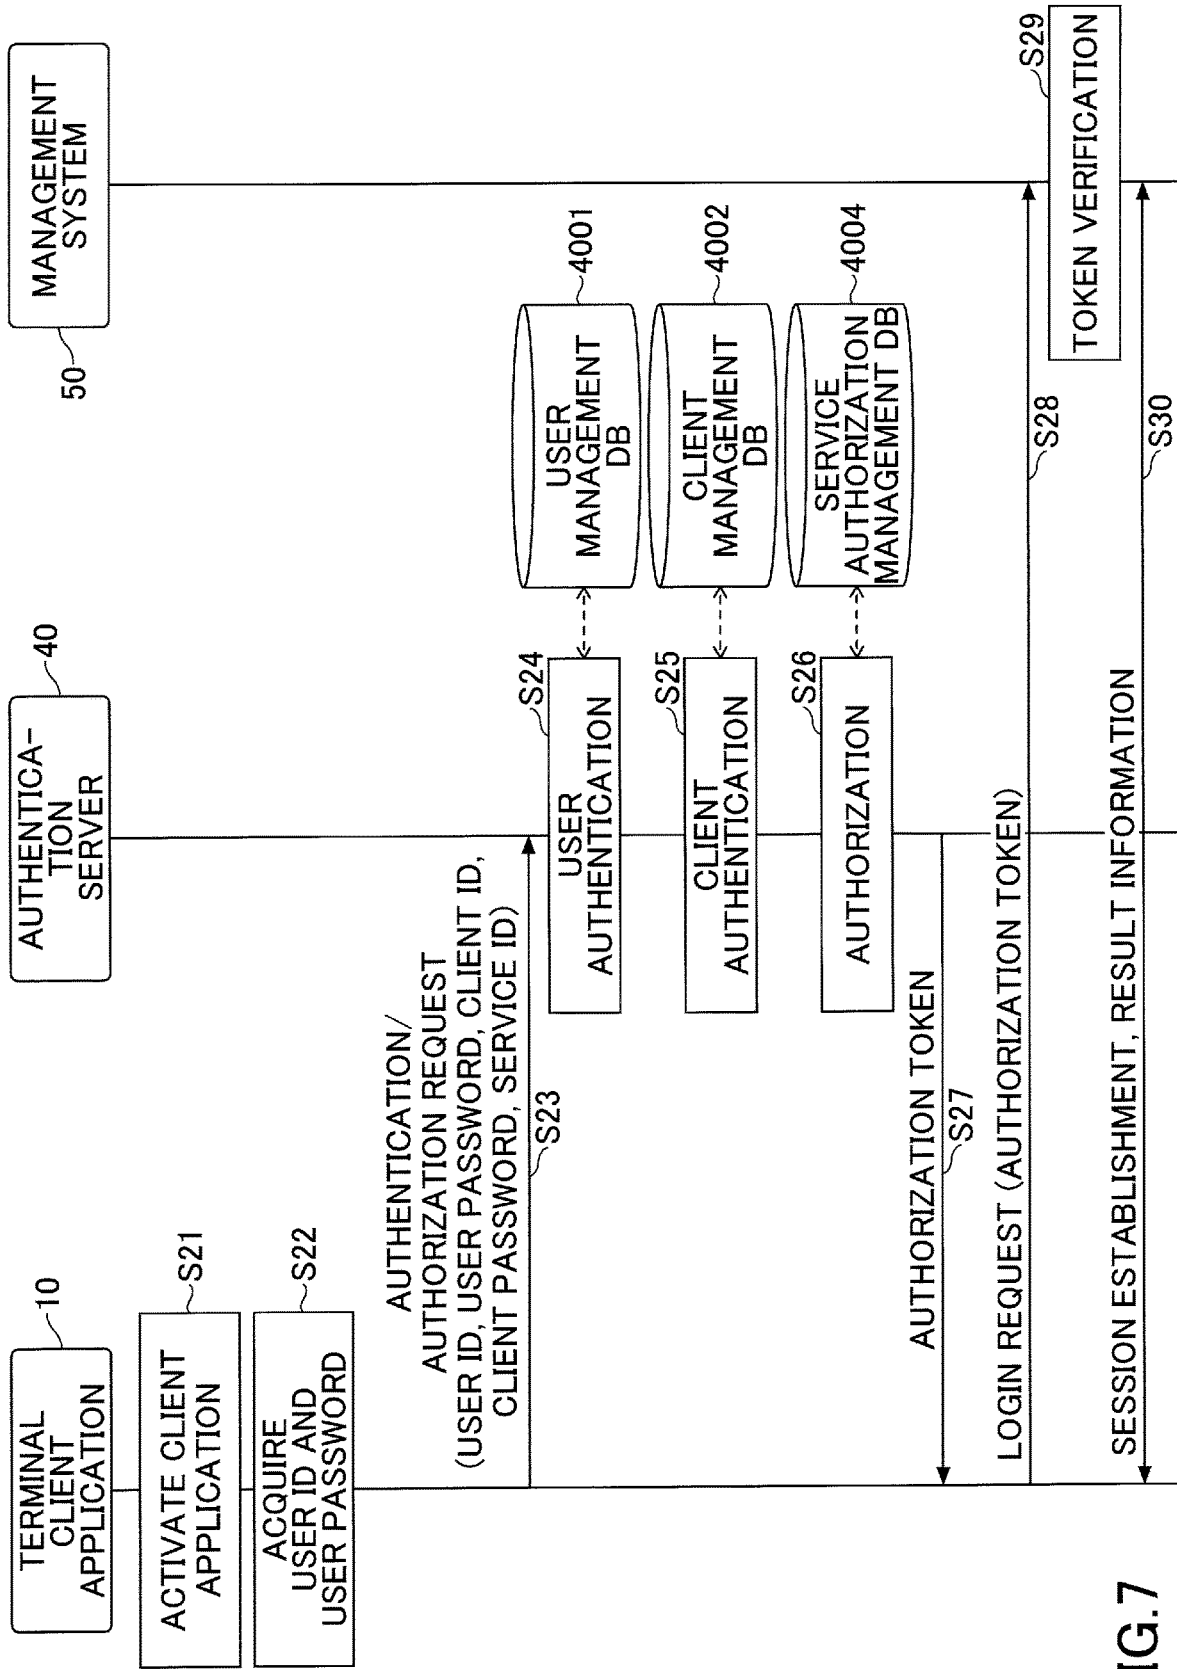 TERMINAL
CLIENT
APPLICATION
10
AUTHENTICA-
TION
SERVER
40
MANAGEMENT
SYSTEM
50
ACTIVATE CLIENT
APPLICATION
S21
ACQUIRE
USER ID AND
USER PASSWORD
S22
AUTHENTICATION/
AUTHORIZATION REQUEST
(USER ID, USER PASSWORD, CLIENT ID,
CLIENT PASSWORD, SERVICE ID)
S23
USER
AUTHENTICATION
S24
USER
MANAGEMENT
DB
4001
CLIENT
AUTHENTICATION
S25
CLIENT
MANAGEMENT
DB
4002
AUTHORIZATION
S26
SERVICE
AUTHORIZATION
MANAGEMENT DB
4004
AUTHORIZATION TOKEN
S27
LOGIN REQUEST (AUTHORIZATION TOKEN)
S28
TOKEN VERIFICATION
S29
SESSION ESTABLISHMENT, RESULT INFORMATION
S30
IG.7